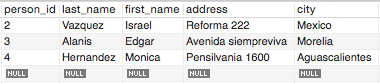 person_id last_name first_name address city
2 Vazquez Israel Reforma 222 Mexico
3 Alanis Edgar Avenida siempreviva Morelia
4 Hernandez Monica Pensilvania 1600 Aguascalientes
NULL NULL NULL NULL NULL